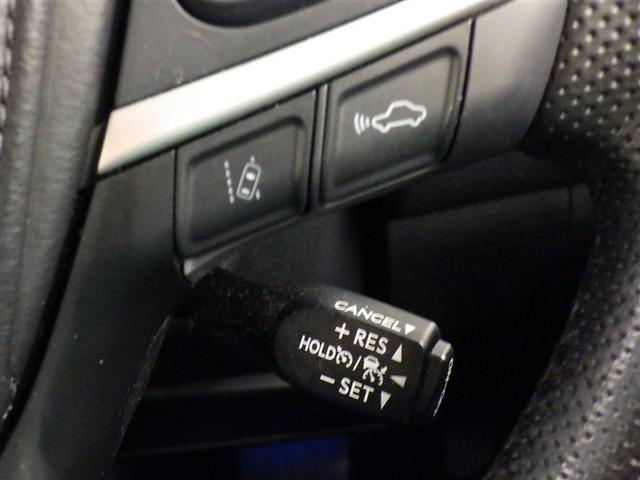 CANCEL▼
+ RES ▲
HOLD / ◀
− SET ▼